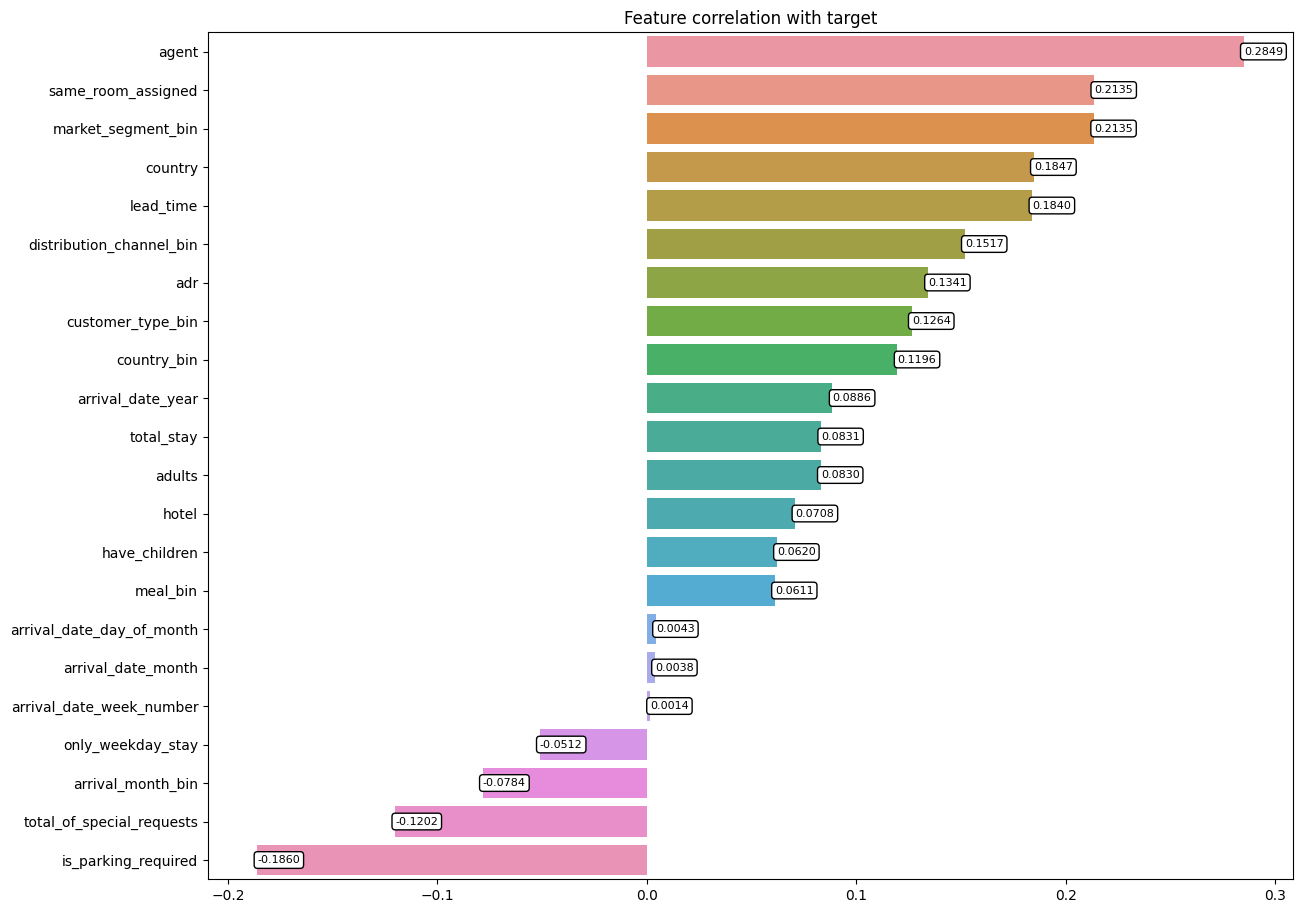 Feature correlation with target
agent 0.2849
same_room_assigned 0.2135
market_segment_bin 0.2135
country 0.1847
lead_time 0.1840
distribution_channel_bin 0.1517
adr 0.1341
customer_type_bin 0.1264
country_bin 0.1196
arrival_date_year 0.0886
total_stay 0.0831
adults 0.0830
hotel 0.0708
have_children 0.0620
meal_bin 0.0611
arrival_date_day_of_month 0.0043
arrival_date_month 0.0038
arrival_date_week_number 0.0014
only_weekday_stay -0.0512
arrival_month_bin -0.0784
total_of_special_requests -0.1202
is_parking_required -0.1860
−0.2 −0.1 0.0 0.1 0.2 0.3